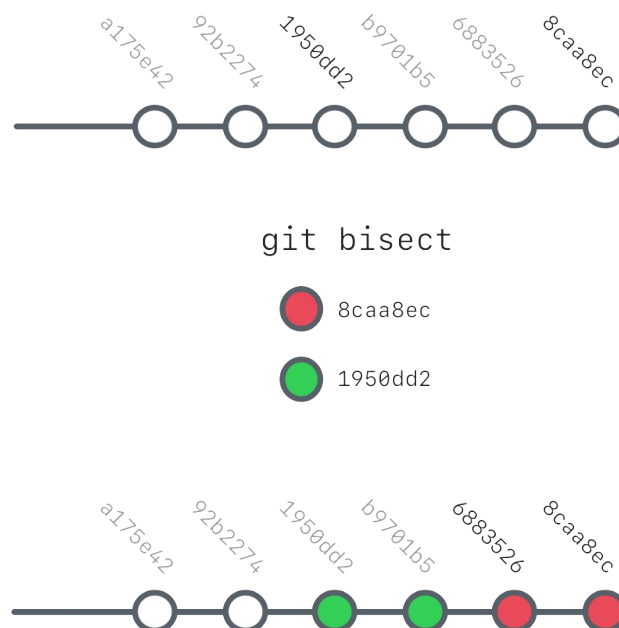 a175e42
92b2274
1950dd2
b9701b5
6883526
8caa8ec
git bisect
8caa8ec
1950dd2
a175e42
92b2274
1950dd2
b9701b5
6883526
8caa8ec